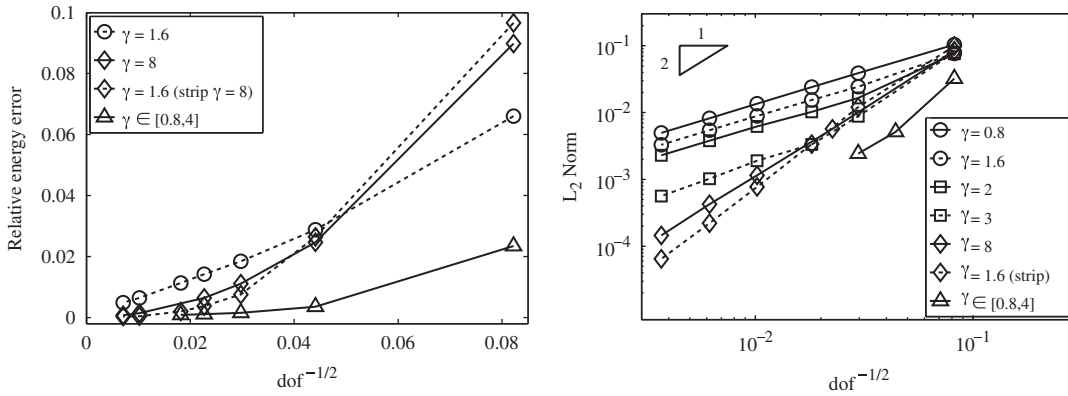 0.1
0.08
0.06
0.04
0.02
0
Relative energy error
γ = 1.6
γ = 8
γ = 1.6 (strip γ = 8)
γ ∈ [0.8,4]
0 0.02 0.04 0.06 0.08
dof −1/2
10−1
10−2
10−3
10−4
L2 Norm
1
2
γ = 0.8
γ = 1.6
γ = 2
γ = 3
γ = 8
γ = 1.6 (strip)
γ ∈ [0.8,4]
10−2 10−1
dof −1/2